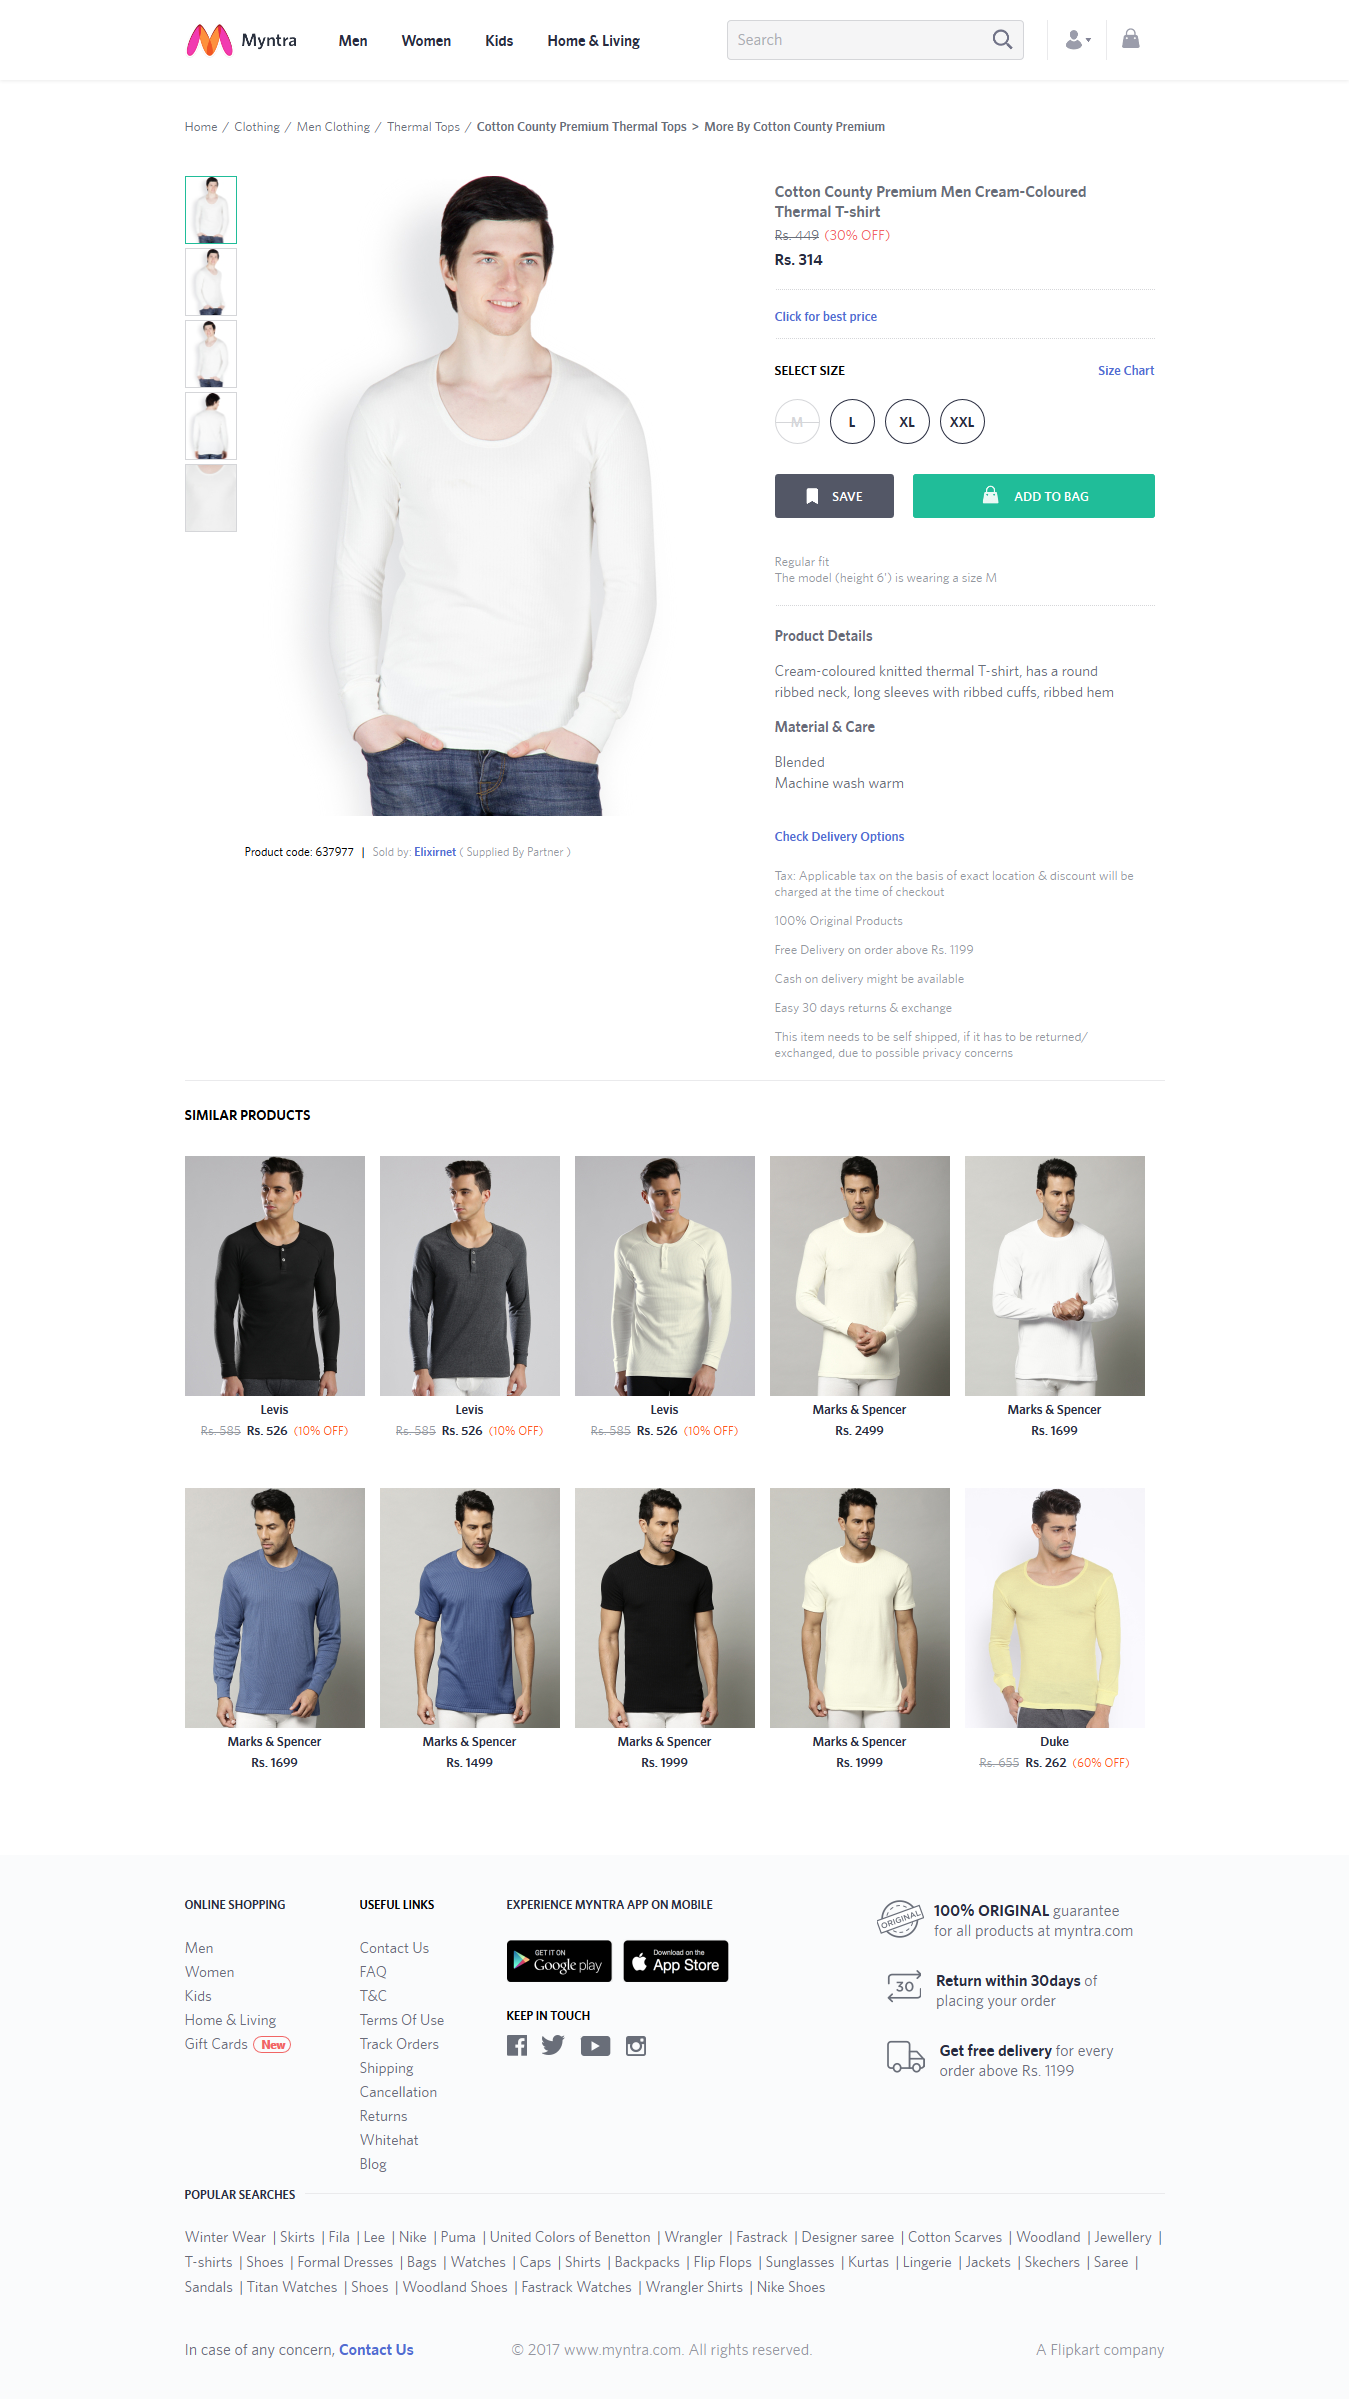 Myntra Men Women Kids Home & Living Search
Home / Clothing / Men Clothing / Thermal Tops / Cotton County Premium Thermal Tops > More By Cotton County Premium
Cotton County Premium Men Cream-Coloured
Thermal T-shirt
Rs. 449 (30% OFF)
Rs. 314
Click for best price
SELECT SIZE Size Chart
M L XL XXL
SAVE ADD TO BAG
Regular fit
The model (height 6') is wearing a size M
Product Details
Cream-coloured knitted thermal T-shirt, has a round
ribbed neck, long sleeves with ribbed cuffs, ribbed hem
Material & Care
Blended
Machine wash warm
Product code: 637977 | Sold by: Elixirnet ( Supplied By Partner )
Check Delivery Options
Tax: Applicable tax on the basis of exact location & discount will be
charged at the time of checkout
100% Original Products
Free Delivery on order above Rs. 1199
Cash on delivery might be available
Easy 30 days returns & exchange
This item needs to be self shipped, if it has to be returned/
exchanged, due to possible privacy concerns
SIMILAR PRODUCTS
Levis Levis Levis Marks & Spencer Marks & Spencer
Rs. 585 Rs. 526 (10% OFF) Rs. 585 Rs. 526 (10% OFF) Rs. 585 Rs. 526 (10% OFF) Rs. 2499 Rs. 1699
Marks & Spencer Marks & Spencer Marks & Spencer Marks & Spencer Duke
Rs. 1699 Rs. 1499 Rs. 1999 Rs. 1999 Rs. 655 Rs. 262 (60% OFF)
ONLINE SHOPPING
Men
Women
Kids
Home & Living
Gift Cards New
USEFUL LINKS
Contact Us
FAQ
T&C
Terms Of Use
Track Orders
Shipping
Cancellation
Returns
Whitehat
Blog
EXPERIENCE MYNTRA APP ON MOBILE
GET IT ON
Google play
Download on the
App Store
KEEP IN TOUCH
ORIGINAL
100% ORIGINAL guarantee
for all products at myntra.com
30
Return within 30days of
placing your order
Get free delivery for every
order above Rs. 1199
POPULAR SEARCHES
Winter Wear | Skirts | Fila | Lee | Nike | Puma | United Colors of Benetton | Wrangler | Fastrack | Designer saree | Cotton Scarves | Woodland | Jewellery |
T-shirts | Shoes | Formal Dresses | Bags | Watches | Caps | Shirts | Backpacks | Flip Flops | Sunglasses | Kurtas | Lingerie | Jackets | Skechers | Saree |
Sandals | Titan Watches | Shoes | Woodland Shoes | Fastrack Watches | Wrangler Shirts | Nike Shoes
In case of any concern, Contact Us © 2017 www.myntra.com. All rights reserved. A Flipkart company